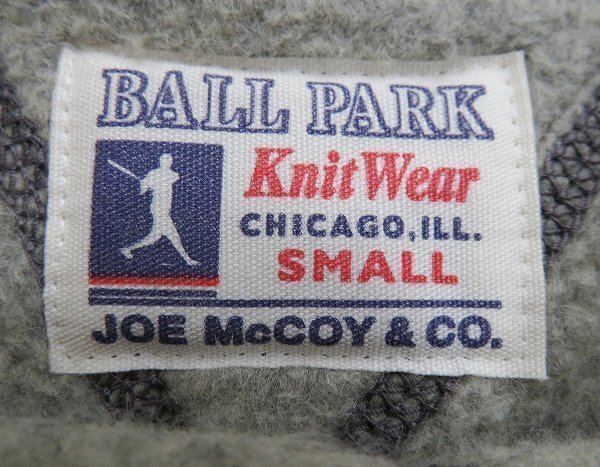 BALL PARK
Knit Wear
CHICAGO, ILL.
SMALL
JOE McCOY & CO.